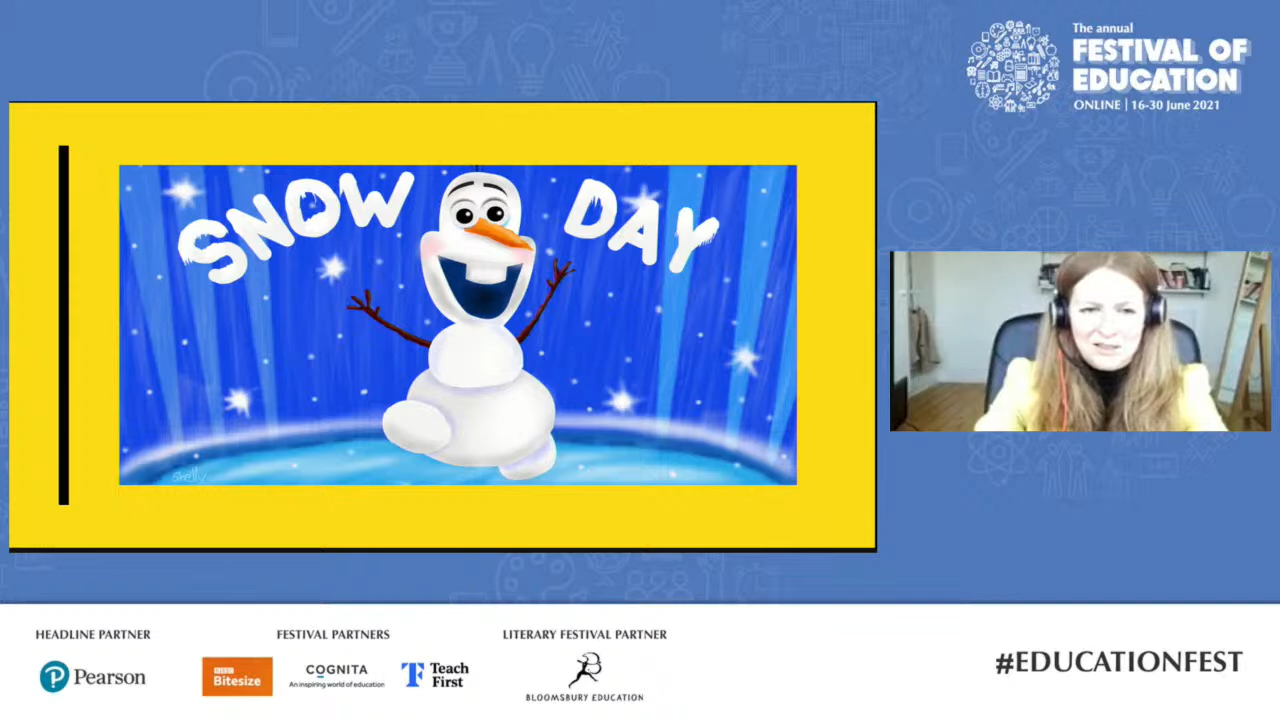 The annual
FESTIVAL OF
EDUCATION
ONLINE | 16-30 June 2021
SNOW DAY
Shelly
HEADLINE PARTNER
FESTIVAL PARTNERS
LITERARY FESTIVAL PARTNER
Pearson
BBC
Bitesize
COGNITA
An inspiring world of education
Teach
First
BLOOMSBURY EDUCATION
#EDUCATIONFEST